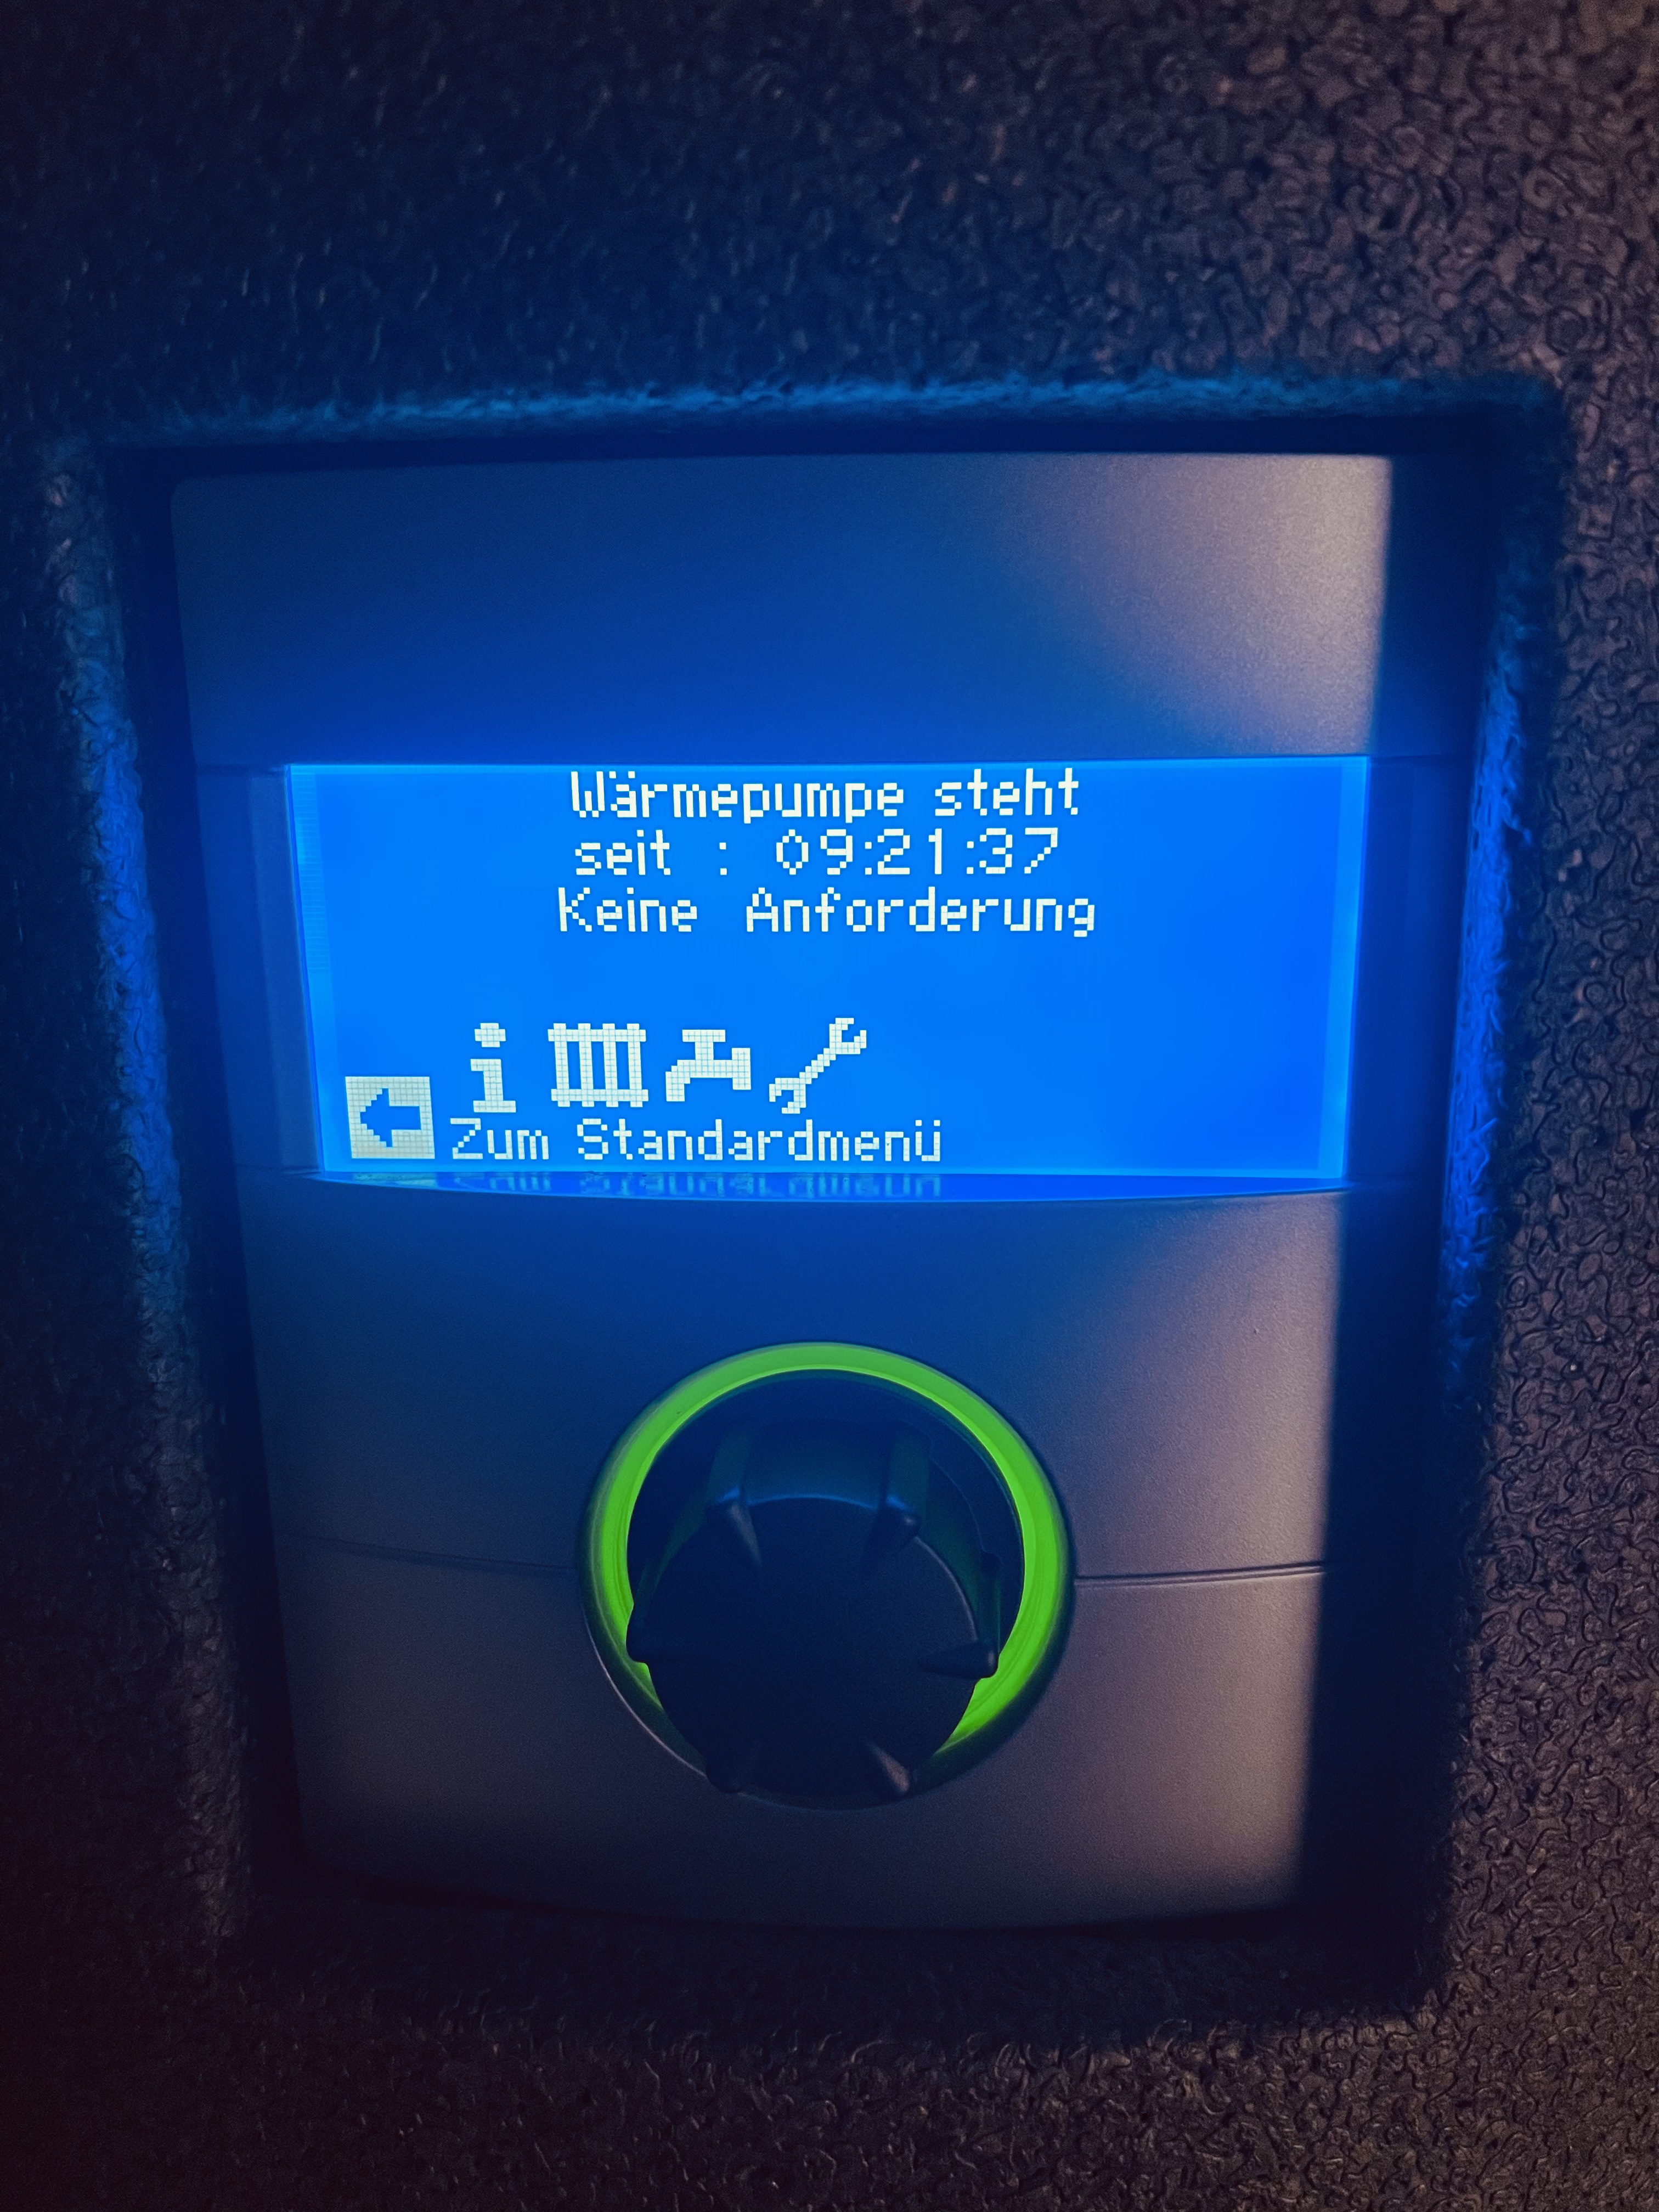 Wärmepumpe steht
seit : 09:21:37
Keine Anforderung
Zum Standardmenü